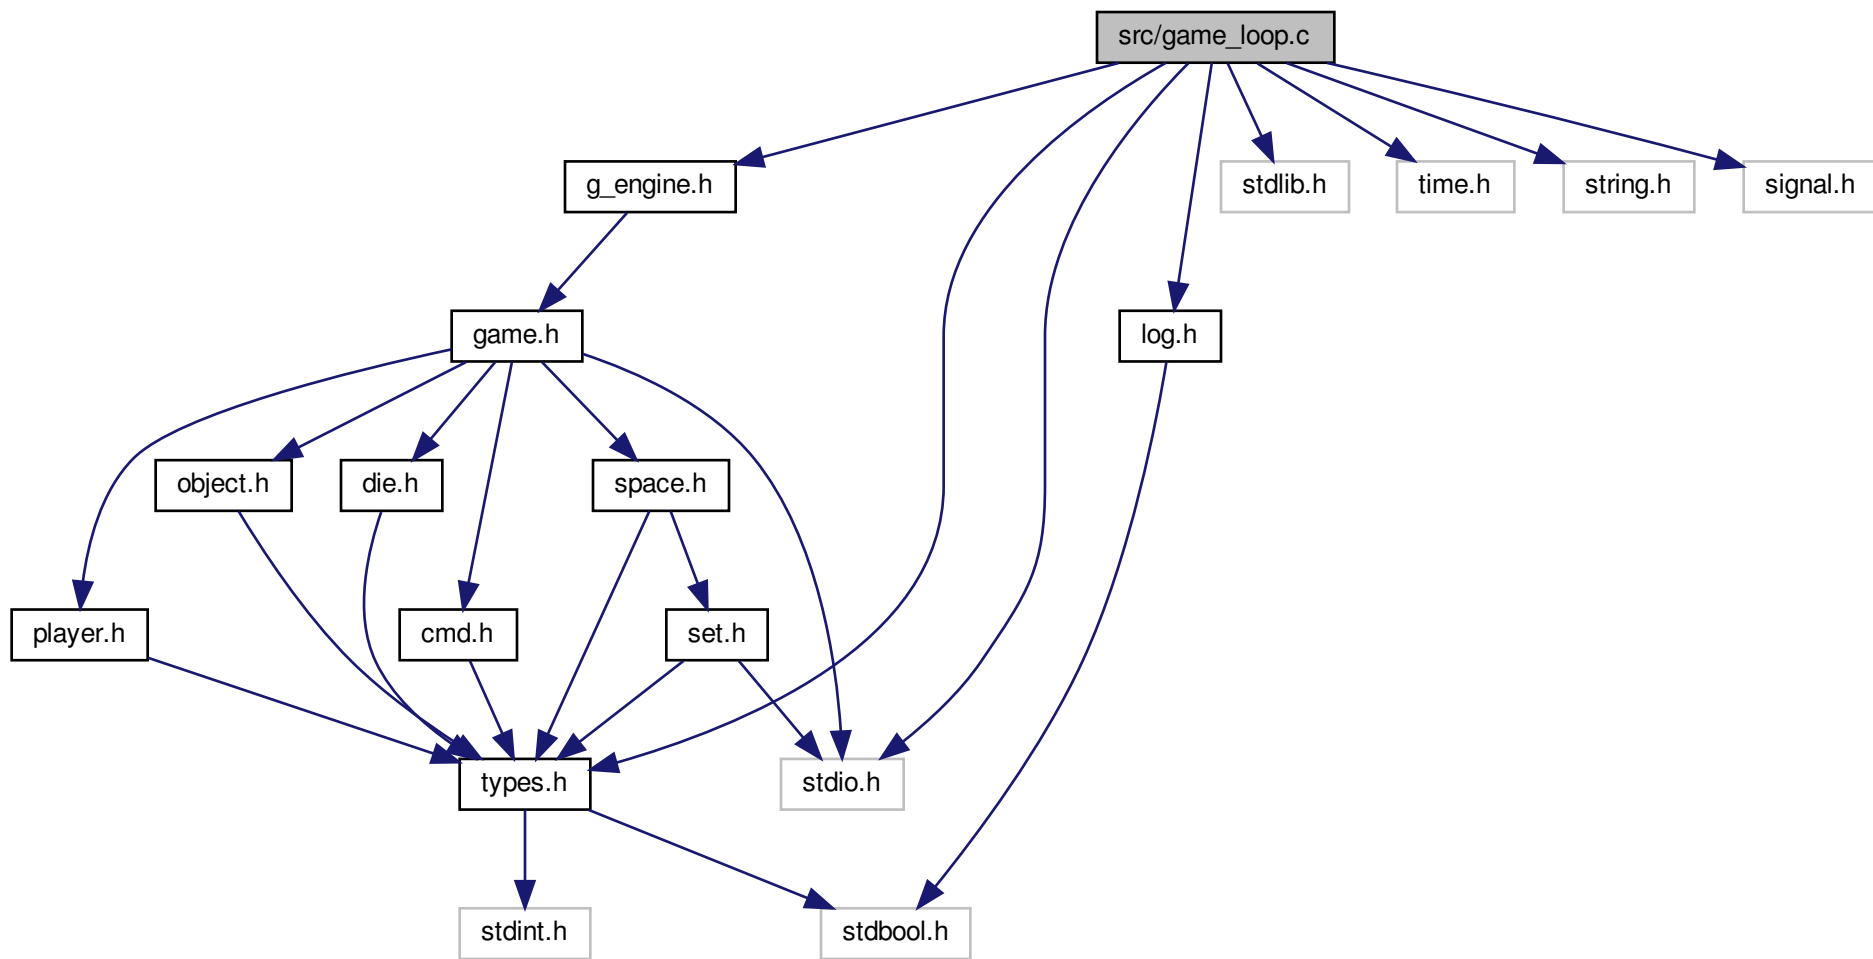 src/game_loop.c
g_engine.h
stdlib.h
time.h
string.h
signal.h
game.h
log.h
object.h
die.h
space.h
player.h
cmd.h
set.h
types.h
stdio.h
stdint.h
stdbool.h